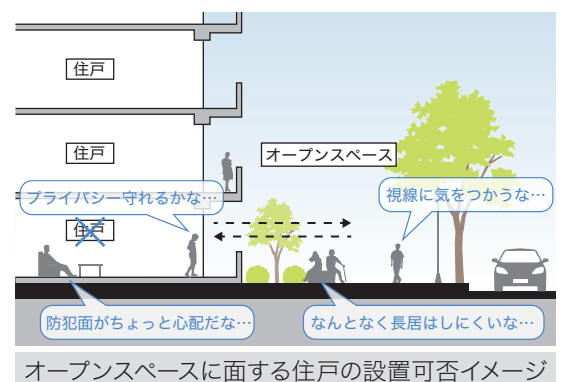 住戸
住戸
オープンスペース
プライバシー守れるかな…
視線に気をつかうな…
住戸
防犯面がちょっと心配だな…
なんとなく長居はしにくいな…
オープンスペースに面する住戸の設置可否イメージ